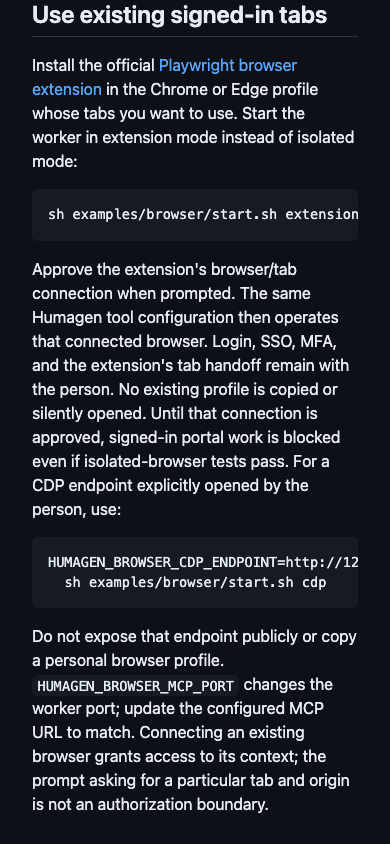 Use existing signed-in tabs
Install the official Playwright browser
extension in the Chrome or Edge profile
whose tabs you want to use. Start the
worker in extension mode instead of isolated
mode:
sh examples/browser/start.sh extension
Approve the extension's browser/tab
connection when prompted. The same
Humagen tool configuration then operates
that connected browser. Login, SSO, MFA,
and the extension's tab handoff remain with
the person. No existing profile is copied or
silently opened. Until that connection is
approved, signed-in portal work is blocked
even if isolated-browser tests pass. For a
CDP endpoint explicitly opened by the
person, use:
HUMAGEN_BROWSER_CDP_ENDPOINT=http://12
sh examples/browser/start.sh cdp
Do not expose that endpoint publicly or copy
a personal browser profile.
HUMAGEN_BROWSER_MCP_PORT changes the
worker port; update the configured MCP
URL to match. Connecting an existing
browser grants access to its context; the
prompt asking for a particular tab and origin
is not an authorization boundary.